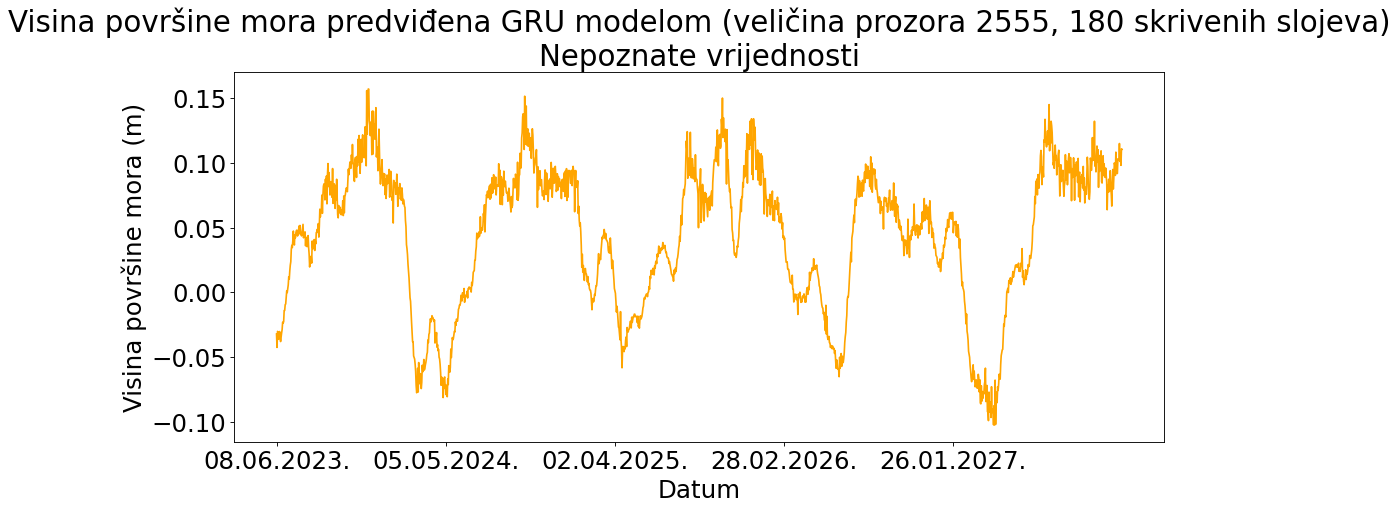 Visina površine mora predviđena GRU modelom (veličina prozora 2555, 180 skrivenih slojeva)
Nepoznate vrijednosti
Visina površine mora (m)
0.15
0.10
0.05
0.00
−0.05
−0.10
08.06.2023. 05.05.2024. 02.04.2025. 28.02.2026. 26.01.2027.
Datum